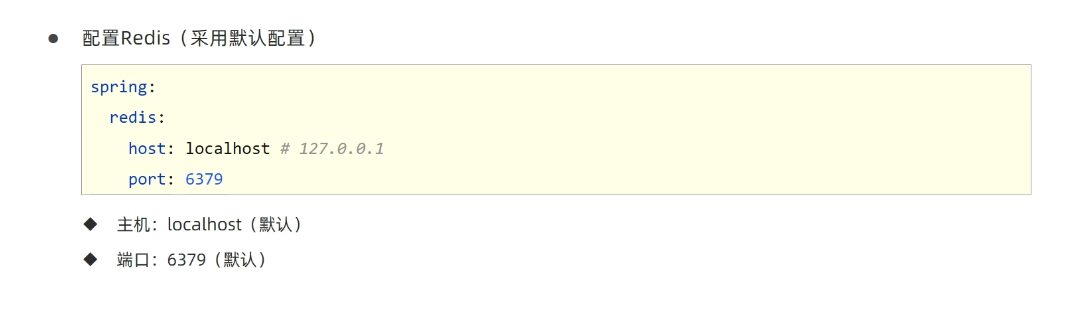 ● 配置Redis（采用默认配置）
spring:
  redis:
    host: localhost # 127.0.0.1
    port: 6379
◆ 主机：localhost（默认）
◆ 端口：6379（默认）